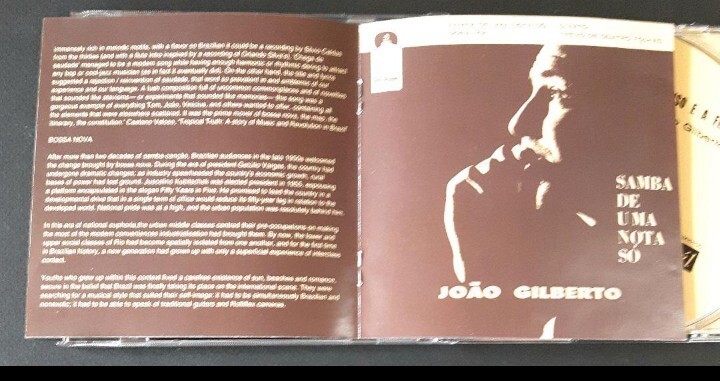 immensely rich in melodic motifs, with a flavor so Brazilian it could be a recording by Silvio Caldas
from the thirties (and with a flute intro inspired by a recording of Orlando Silva's). 'Chega de
saudade' managed to be a modern song while having enough harmonic or rhythmic daring to attract
any bop or cool-jazz musician (as in fact it eventually did). On the other hand, the title and lyrics
suggested a rejection / reinvention of saudade, that word so prevalent in and emblematic of our
experience and our language. A lush composition full of uncommon commonplaces and of novelties
that sounded like ancients—or experiments that sounded like memories— the song was a
gorgeous example of everything Tom, João, Vinicius, and others wanted to offer, containing all
the elements that were elsewhere scattered. It was the prime mover of bossa nova, the map, the
itinerary, the constitution." Caetano Veloso, "Tropical Truth: A story of Music and Revolution in Brazil"
BOSSA NOVA
After more than two decades of samba-canção, Brazilian audiences in the late 1950s welcomed
the change brought by bossa nova. During the era of president Getúlio Vargas, the country had
undergone dramatic changes; as industry spearheaded the country's economic growth, rural
bases of power had lost ground. Juscelino Kubitschek was elected president in 1955, espousing
a platform encapsulated in the slogan Fifty Years in Five. He promised to lead the country in a
developmental drive that in a single term of office would reduce its fifty-year lag in relation to the
developed world. National pride was at a high, and the urban population was resolutely behind him.
In this era of national euphoria,the urban middle classes centred their pre-occupations on making
the most of the modern conveniences industrialisation had brought them. By now, the lower and
upper social classes of Rio had become spatially isolated from one another, and for the first time
in Brazilian history, a new generation had grown up with only a superficial experience of interclass
contact.
Youths who grew up within this context lived a carefree existence of sun, beaches and romance,
secure in the belief that Brazil was finally taking its place on the international scene. They were
searching for a musical style that suited their self-image: it had to be simultaneously Brazilian and
nonexotic; it had to be able to speak of traditional guitars and Rolleiflex cameras.
SAMBA
DE
UMA
NOTA
SÓ
JOÃO GILBERTO